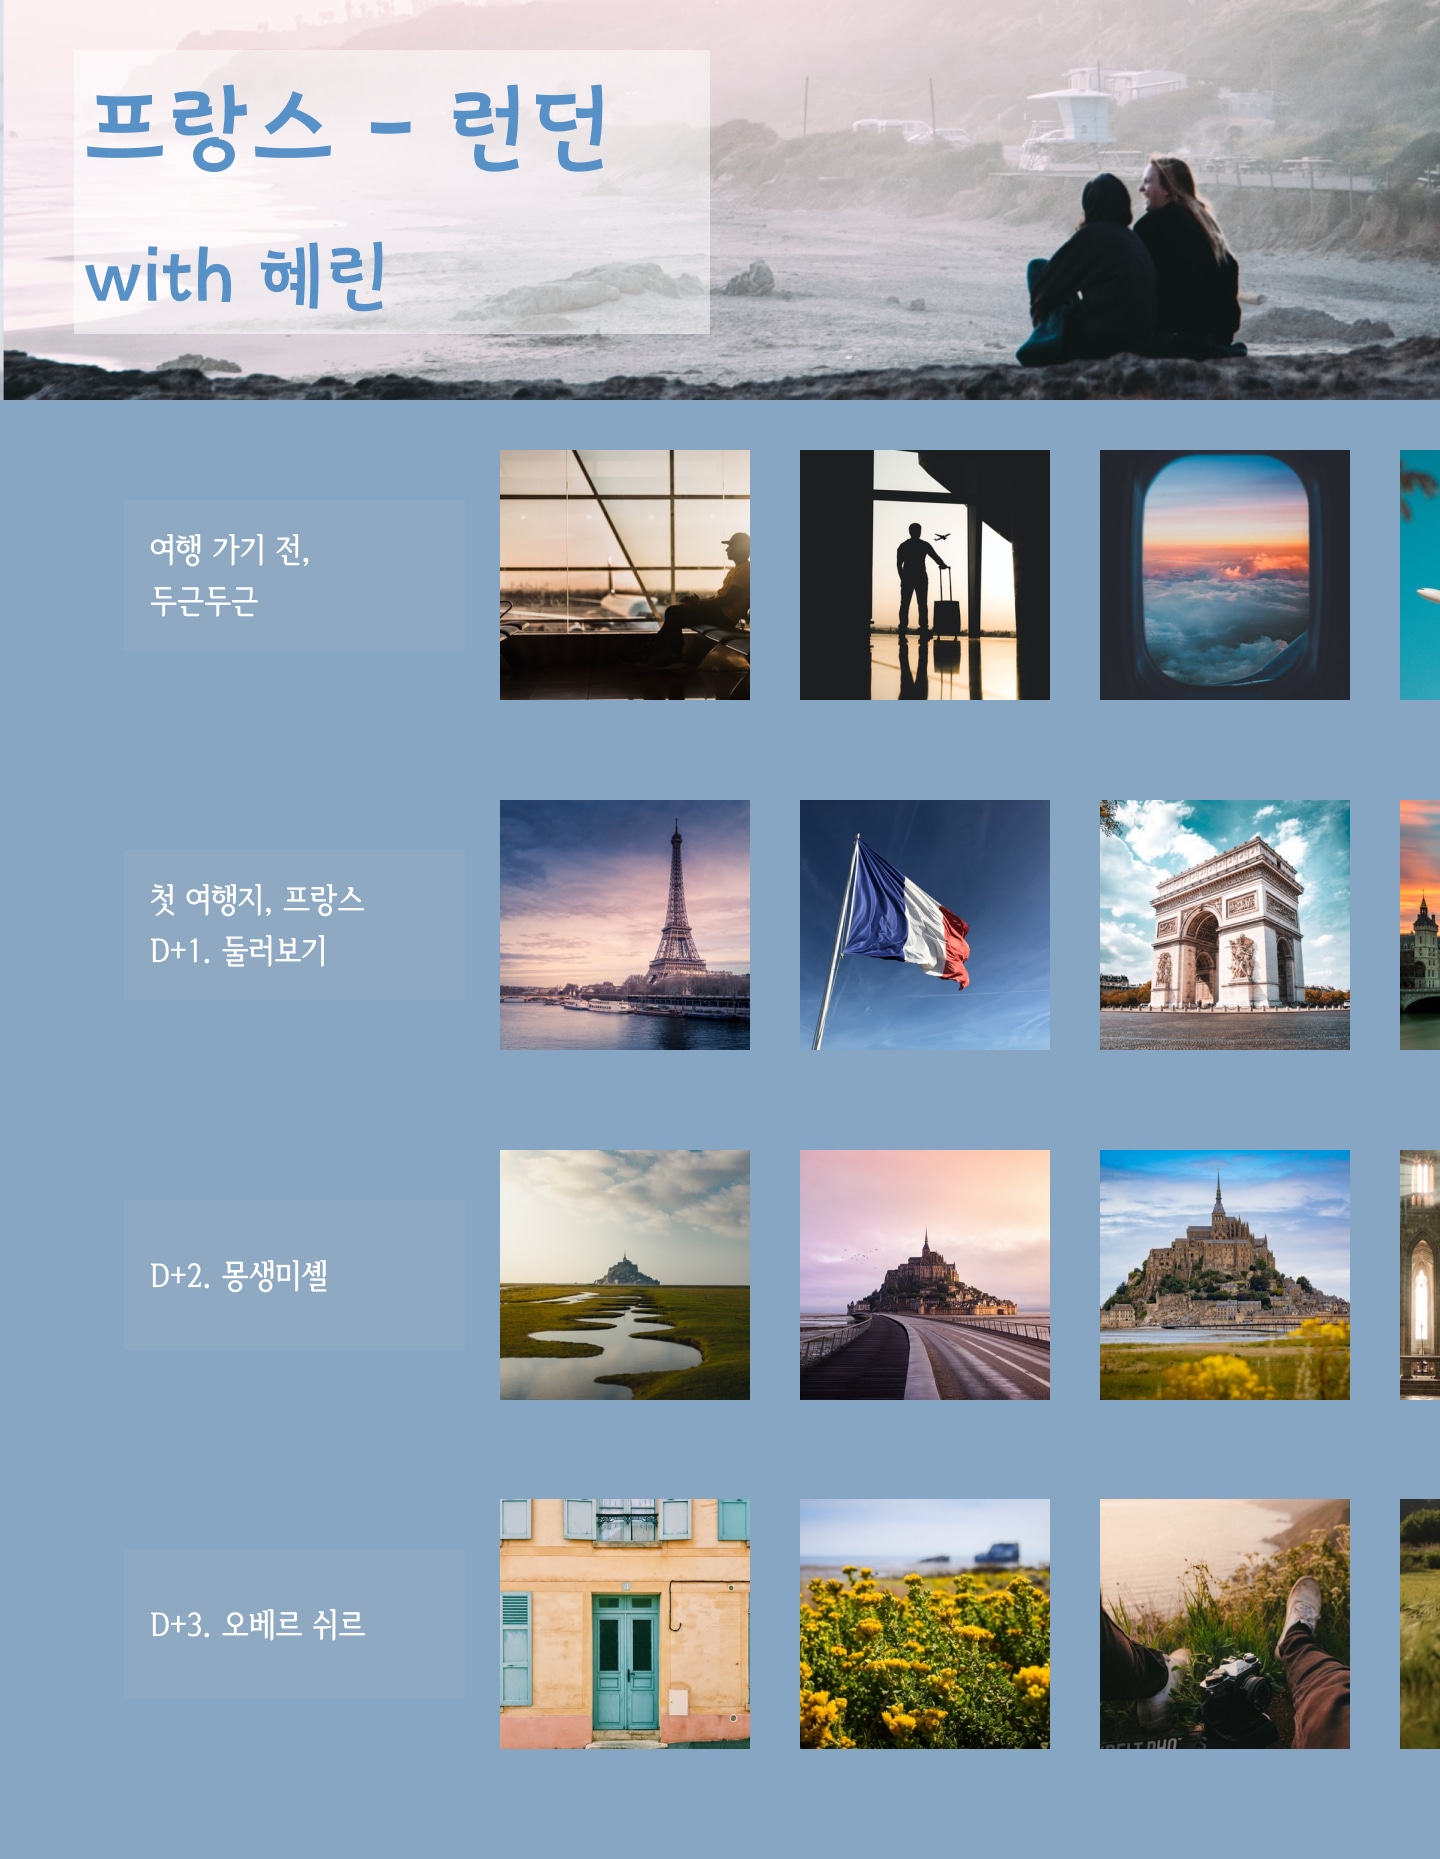 프랑스 - 런던
with 혜린
여행 가기 전,
두근두근
첫 여행지, 프랑스
D+1. 둘러보기
D+2. 몽생미셸
D+3. 오베르 쉬르